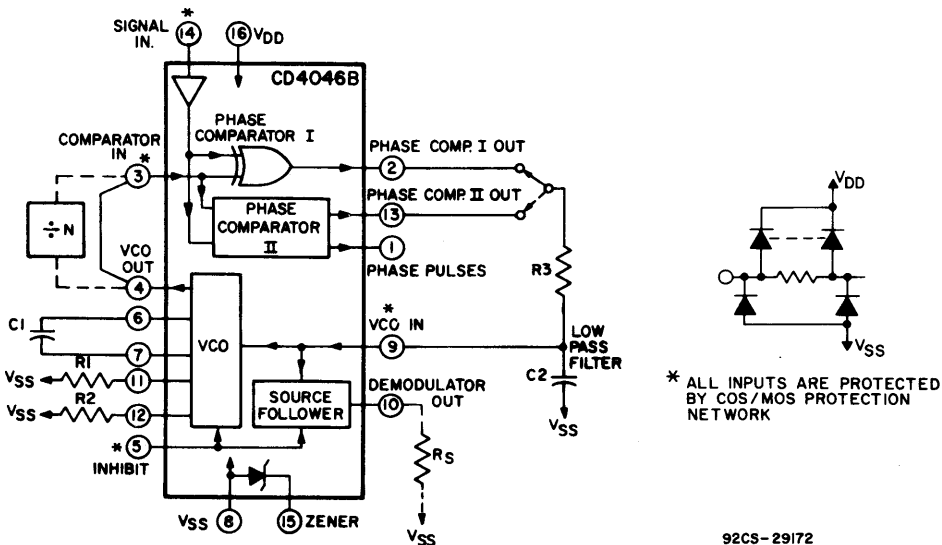 *
SIGNAL
IN.
14
16
VDD
CD4046B
PHASE
COMPARATOR I
COMPARATOR
IN
*
3
PHASE COMP. I OUT
2
PHASE COMP. II OUT
13
PHASE
COMPARATOR
II
1
PHASE PULSES
÷ N
VCO
OUT
4
R3
VDD
VSS
6
C1
7
VCO
*
VCO IN
9
LOW
PASS
FILTER
C2
VSS
VSS
R1
11
VSS
R2
12
SOURCE
FOLLOWER
DEMODULATOR
OUT
10
RS
VSS
* 5
INHIBIT
VSS
8
15
ZENER
* ALL INPUTS ARE PROTECTED
BY COS/MOS PROTECTION
NETWORK
92CS-29172